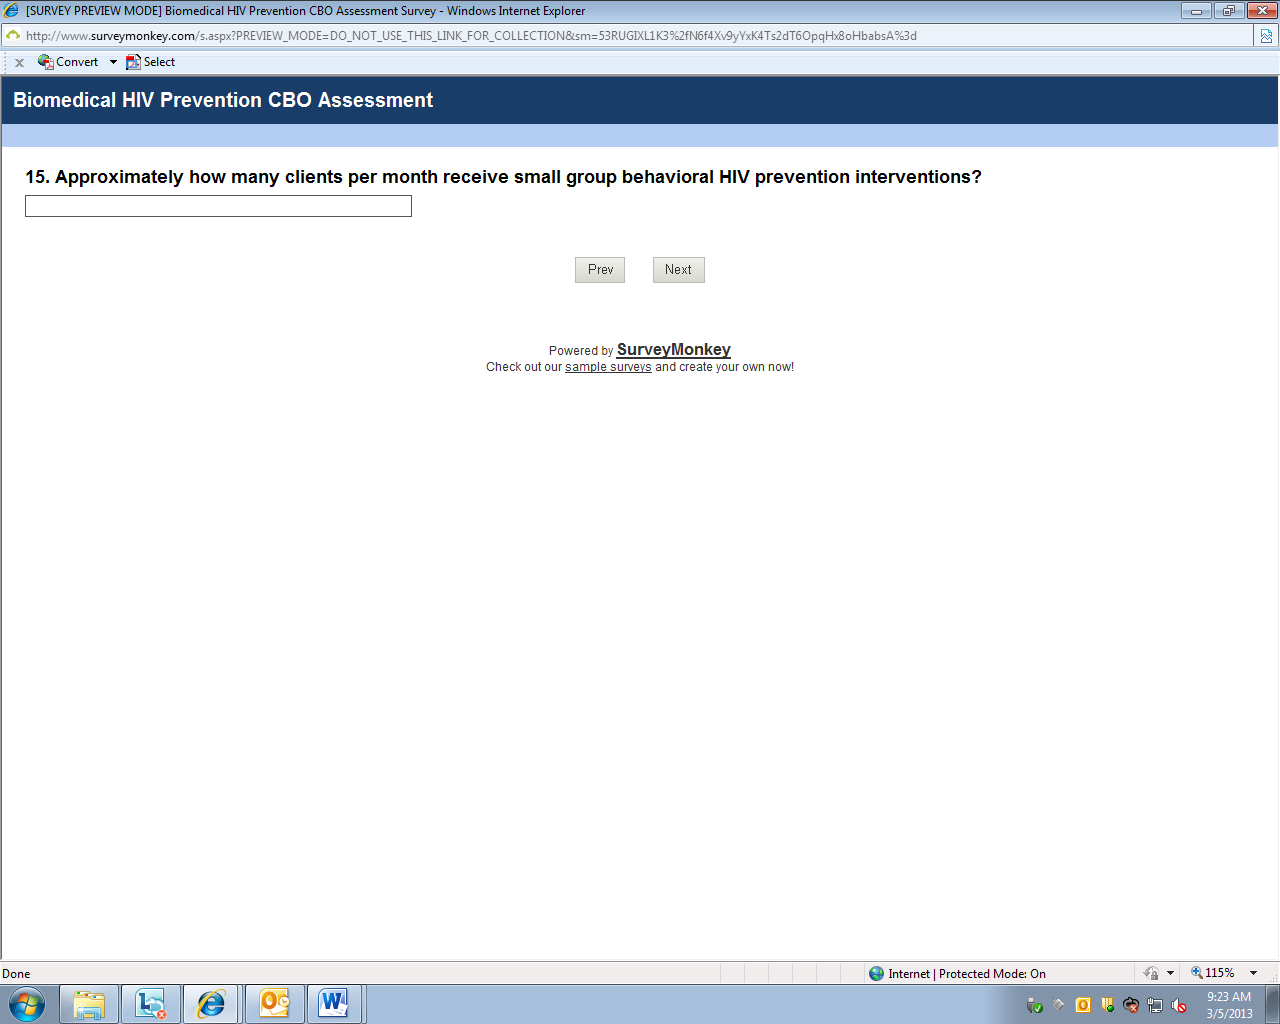 [SURVEY PREVIEW MODE] Biomedical HIV Prevention CBO Assessment Survey - Windows Internet Explorer
http://www.surveymonkey.com/s.aspx?PREVIEW_MODE=DO_NOT_USE_THIS_LINK_FOR_COLLECTION&sm=53RUGIXL1K3%2fN6f4Xv9yYxK4Ts2dT6OpqHx8oHbabsA%3d
x Convert Select
Biomedical HIV Prevention CBO Assessment
15. Approximately how many clients per month receive small group behavioral HIV prevention interventions?
Prev Next
Powered by SurveyMonkey
Check out our sample surveys and create your own now!
Done Internet | Protected Mode: On 115%
9:23 AM
3/5/2013